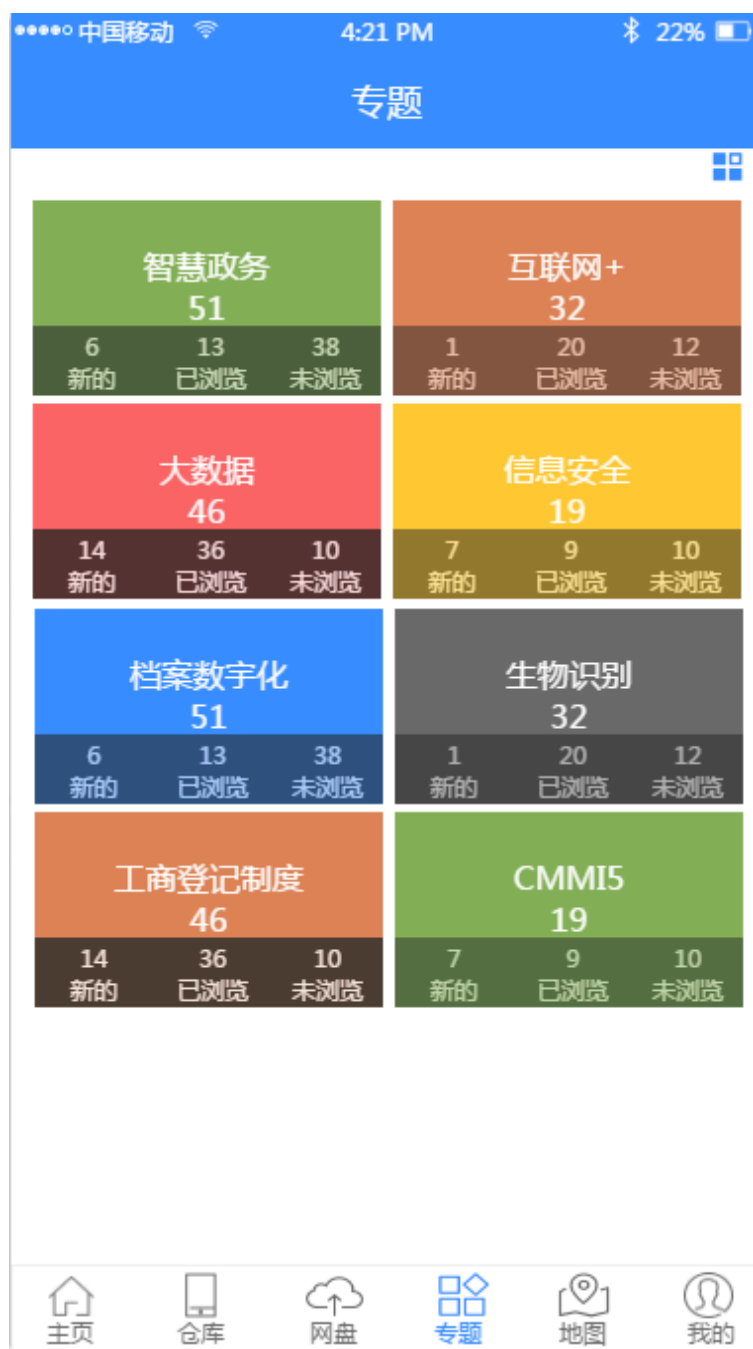 中国移动 4:21 PM 22%
专题
智慧政务 互联网+
51 32
6 13 38 1 20 12
新的 已浏览 未浏览 新的 已浏览 未浏览
大数据 信息安全
46 19
14 36 10 7 9 10
新的 已浏览 未浏览 新的 已浏览 未浏览
档案数字化 生物识别
51 32
6 13 38 1 20 12
新的 已浏览 未浏览 新的 已浏览 未浏览
工商登记制度 CMMI5
46 19
14 36 10 7 9 10
新的 已浏览 未浏览 新的 已浏览 未浏览
主页 仓库 网盘 专题 地图 我的